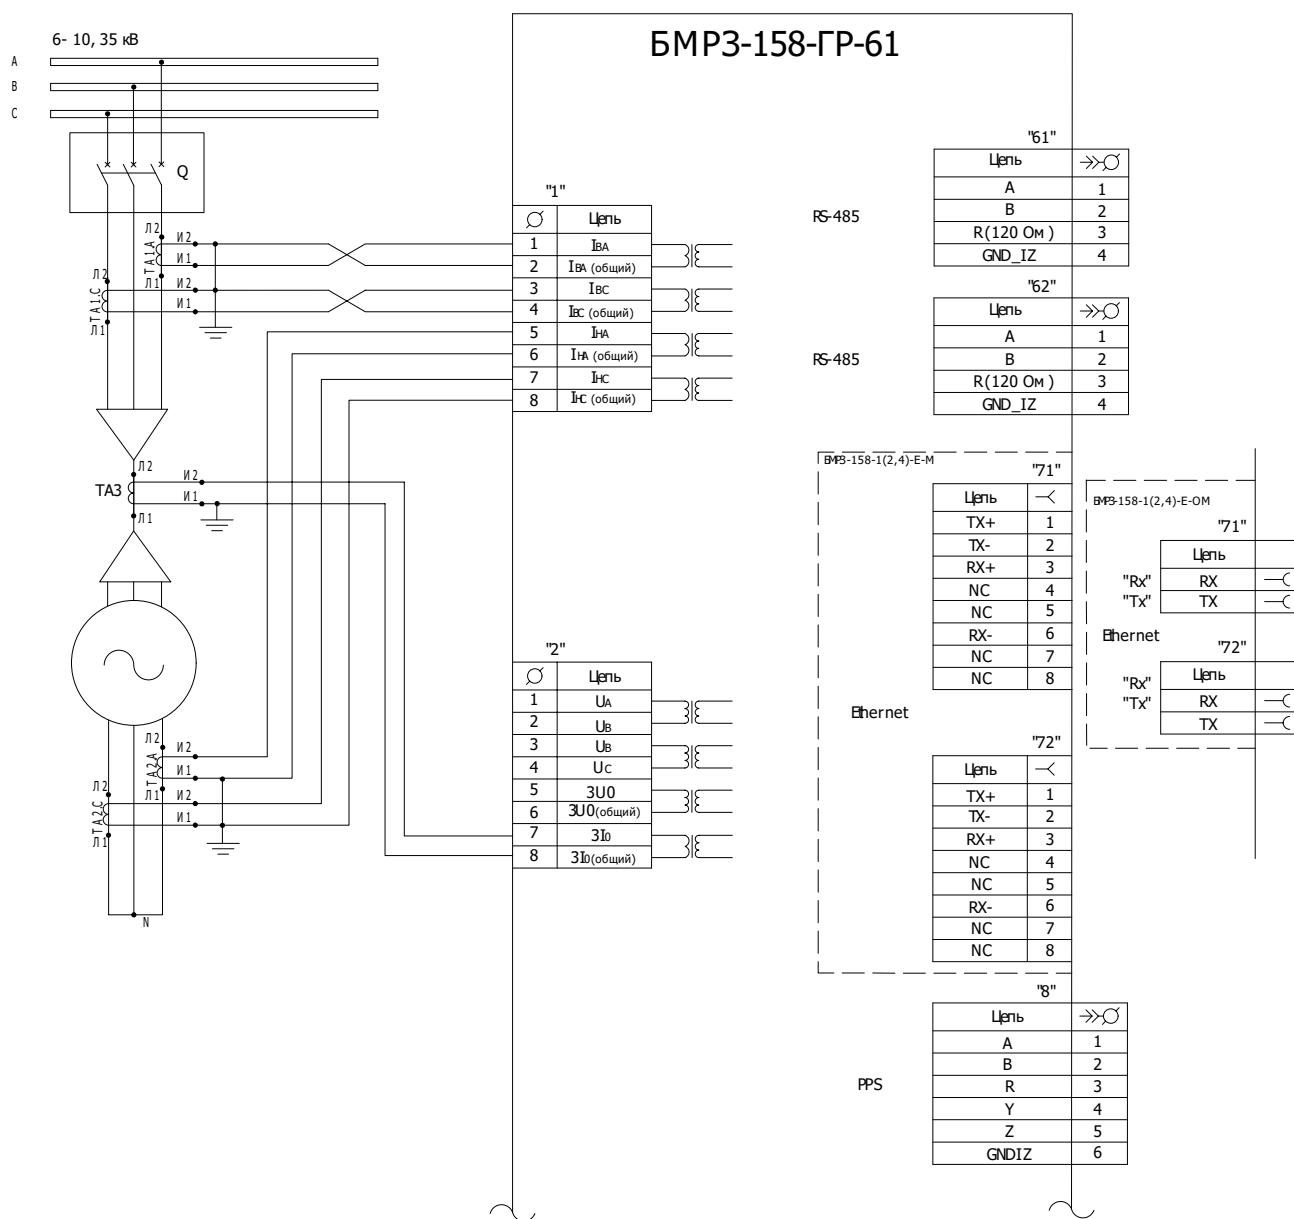 БМРЗ-158-ГР-61
6- 10, 35 кВ
А
В
С
Q
Л2
ТА1.А
Л1
И2
И1
Л2
ТА1.С
Л1
И2
И1
"1"
Цепь
1 IВА
2 IВА (общий)
3 IВС
4 IВС (общий)
5 IНА
6 IНА (общий)
7 IНС
8 IНС (общий)
Л2
ТА3
Л1
И2
И1
Л2
ТА2.А
Л1
И2
И1
Л2
ТА2.С
Л1
И2
И1
N
"2"
Цепь
1 UА
2 UВ
3 UВ
4 UС
5 3U0
6 3U0(общий)
7 3I0
8 3I0(общий)
RS-485
"61"
Цепь
A 1
B 2
R(120 Ом) 3
GND_IZ 4
RS-485
"62"
Цепь
A 1
B 2
R(120 Ом) 3
GND_IZ 4
БМРЗ-158-1(2,4)-Е-М
Ethernet
"71"
Цепь
TX+ 1
TX- 2
RX+ 3
NC 4
NC 5
RX- 6
NC 7
NC 8
"72"
Цепь
TX+ 1
TX- 2
RX+ 3
NC 4
NC 5
RX- 6
NC 7
NC 8
БМРЗ-158-1(2,4)-Е-ОМ
"71"
Цепь
"Rx" RX
"Tx" TX
Ethernet
"72"
Цепь
"Rx" RX
"Tx" TX
PPS
"8"
Цепь
A 1
B 2
R 3
Y 4
Z 5
GNDIZ 6